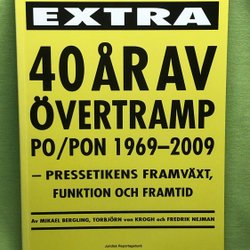 EXTRA
40 ÅR AV
ÖVERTRAMP
PO/PON 1969–2009
– PRESSETIKENS FRAMVÄXT,
FUNKTION OCH FRAMTID
Av MIKAEL BERGLING, TORBJÖRN von KROGH och FREDRIK NEJMAN